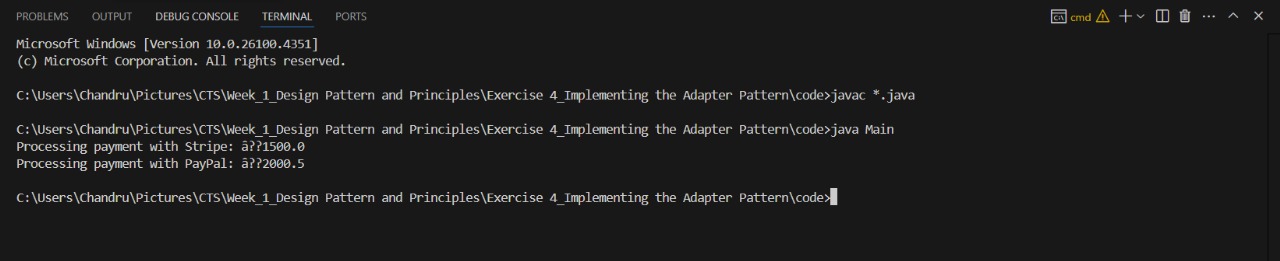 PROBLEMS OUTPUT DEBUG CONSOLE TERMINAL PORTS cmd
Microsoft Windows [Version 10.0.26100.4351]
(c) Microsoft Corporation. All rights reserved.
C:\Users\Chandru\Pictures\CTS\Week_1_Design Pattern and Principles\Exercise 4_Implementing the Adapter Pattern\code>javac *.java
C:\Users\Chandru\Pictures\CTS\Week_1_Design Pattern and Principles\Exercise 4_Implementing the Adapter Pattern\code>java Main
Processing payment with Stripe: â??1500.0
Processing payment with PayPal: â??2000.5
C:\Users\Chandru\Pictures\CTS\Week_1_Design Pattern and Principles\Exercise 4_Implementing the Adapter Pattern\code>